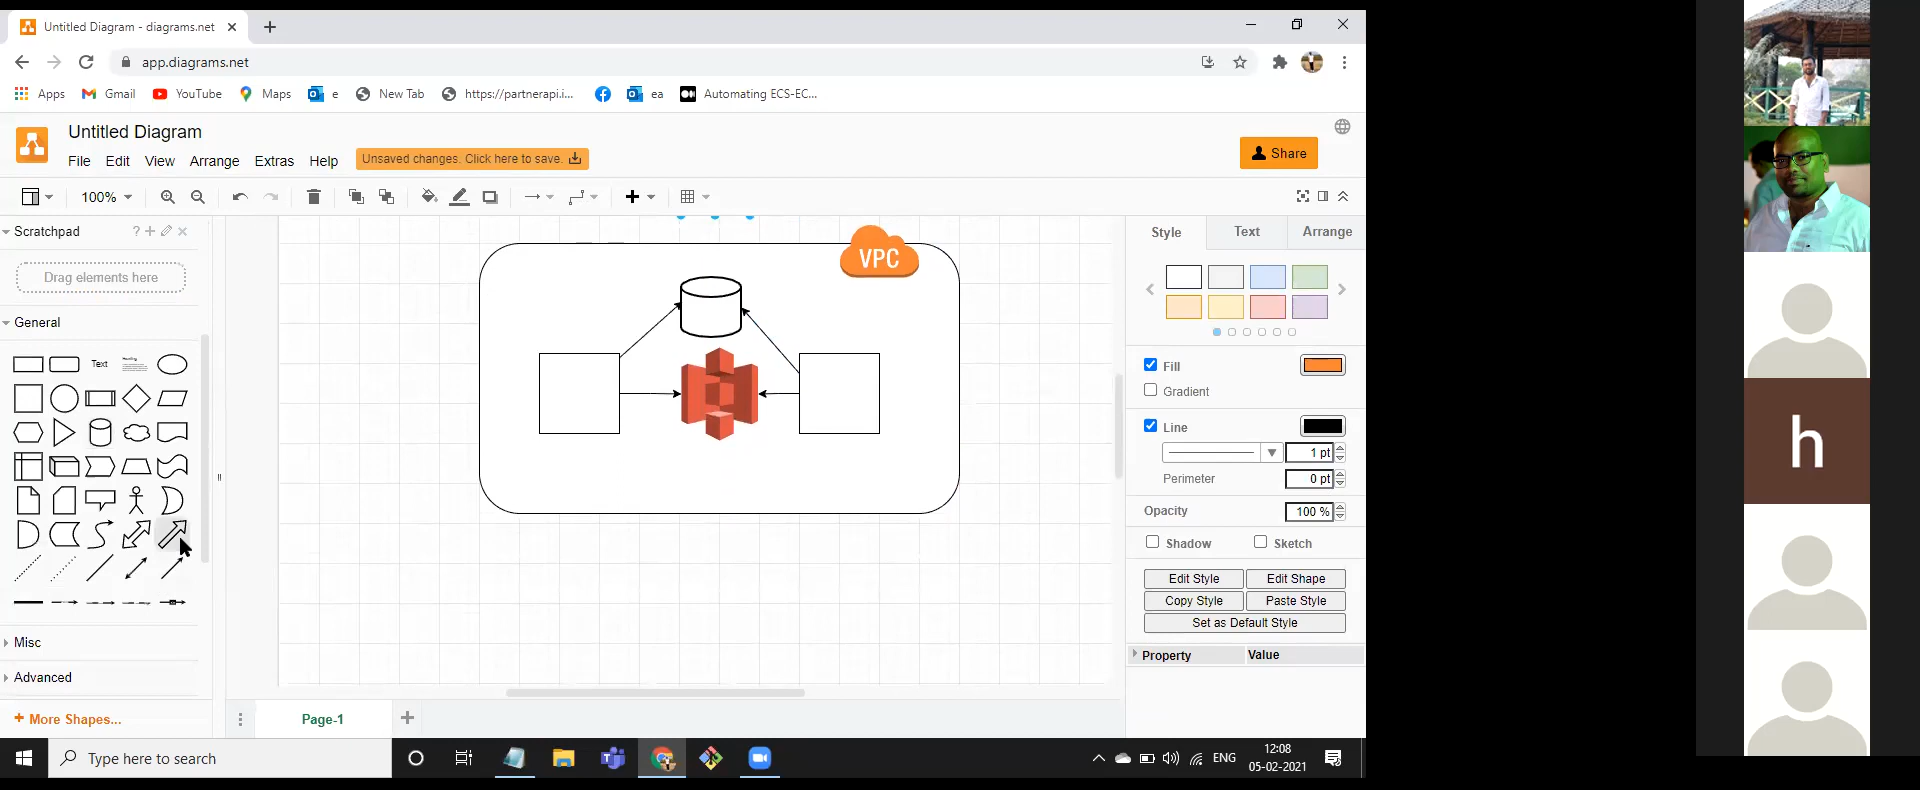 Untitled Diagram - diagrams.net
app.diagrams.net
Apps Gmail YouTube Maps e New Tab https://partnerapi.i... ea Automating ECS-EC...
Untitled Diagram
File Edit View Arrange Extras Help Unsaved changes. Click here to save. Share
100%
Scratchpad ?
Drag elements here
General
Text
Heading
VPC
Style Text Arrange
Fill
Gradient
Line
1 pt
Perimeter 0 pt
Opacity 100 %
Shadow Sketch
Edit Style Edit Shape
Copy Style Paste Style
Set as Default Style
Property Value
Misc
Advanced
+ More Shapes...
Page-1
Type here to search
ENG
12:08
05-02-2021
h